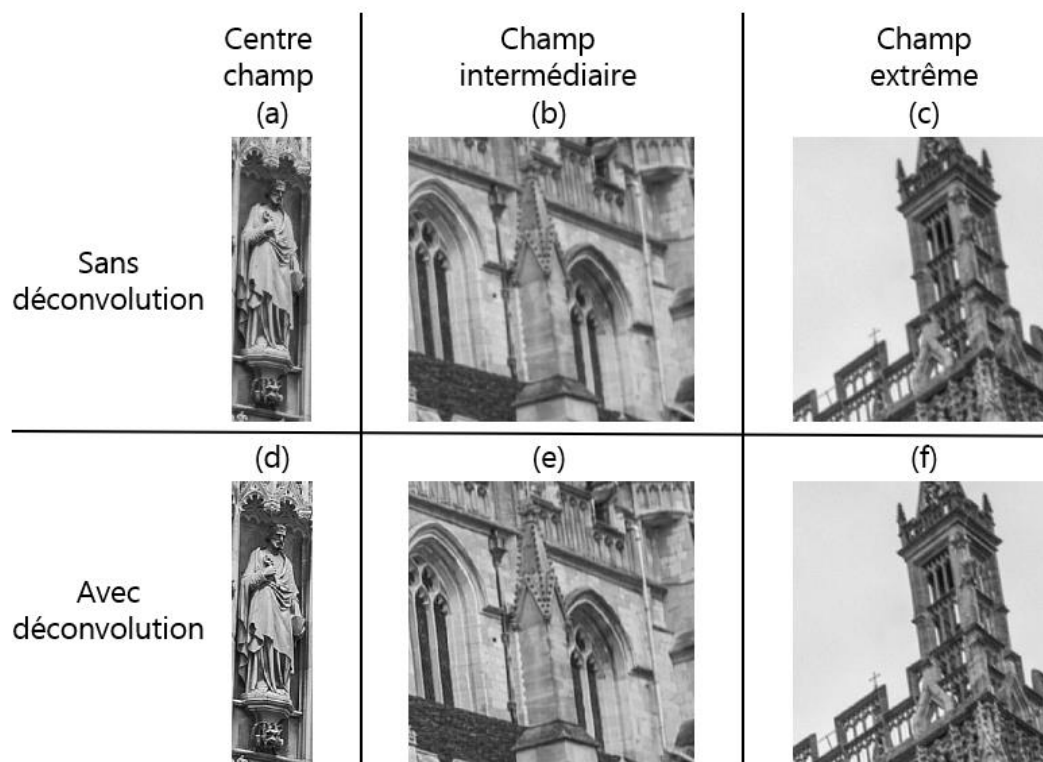 Centre
champ
(a)
Champ
intermédiaire
(b)
Champ
extrême
(c)
Sans
déconvolution
(d)
(e)
(f)
Avec
déconvolution